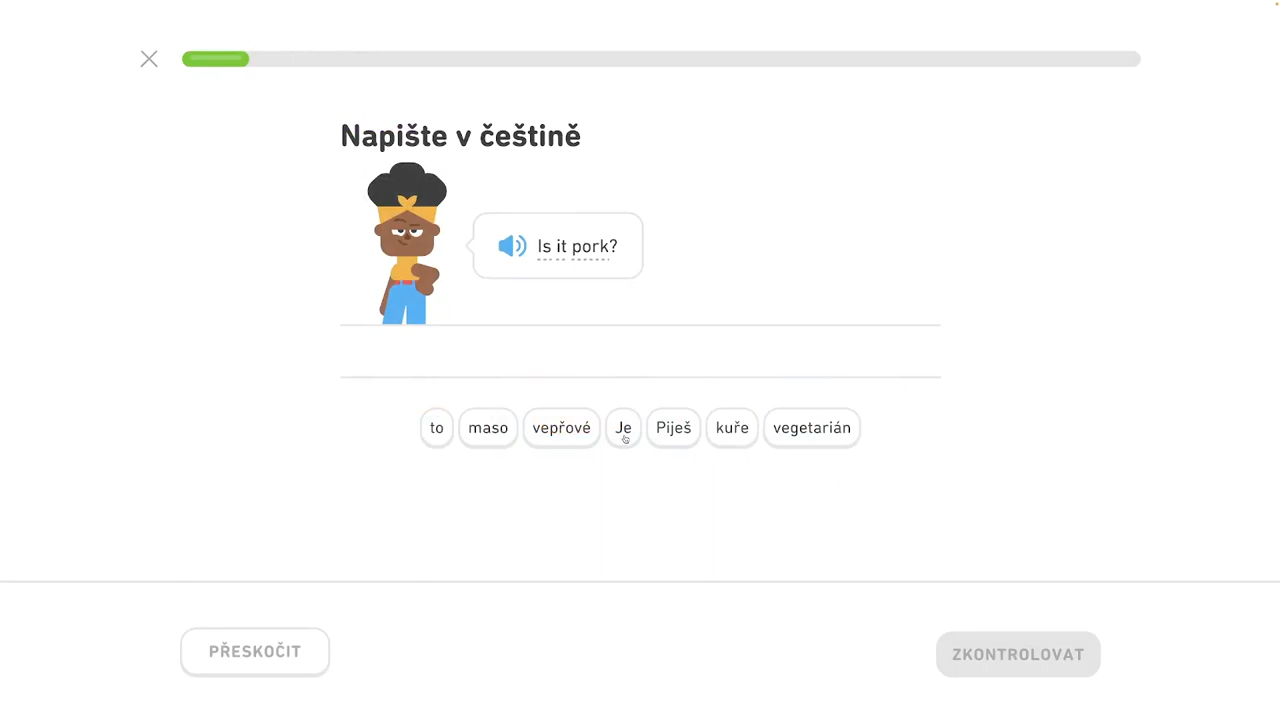 Napište v češtině
Is it pork?
to maso vepřové Je Piješ kuře vegetarián
PŘESKOČIT ZKONTROLOVAT